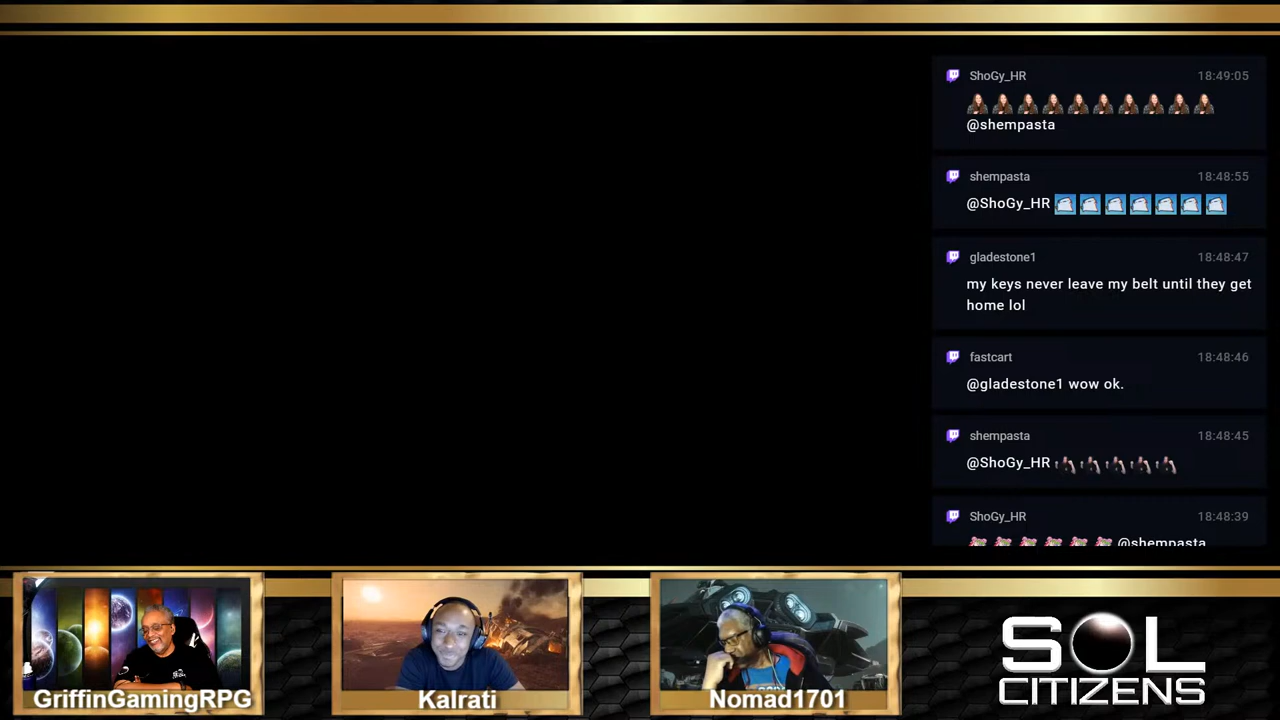 ShoGy_HR 18:49:05
@shempasta
shempasta 18:48:55
@ShoGy_HR
gladestone1 18:48:47
my keys never leave my belt until they get
home lol
fastcart 18:48:46
@gladestone1 wow ok.
shempasta 18:48:45
@ShoGy_HR
ShoGy_HR 18:48:39
@shempasta
GriffinGamingRPG
Kalrati
Nomad1701
SOL
CITIZENS